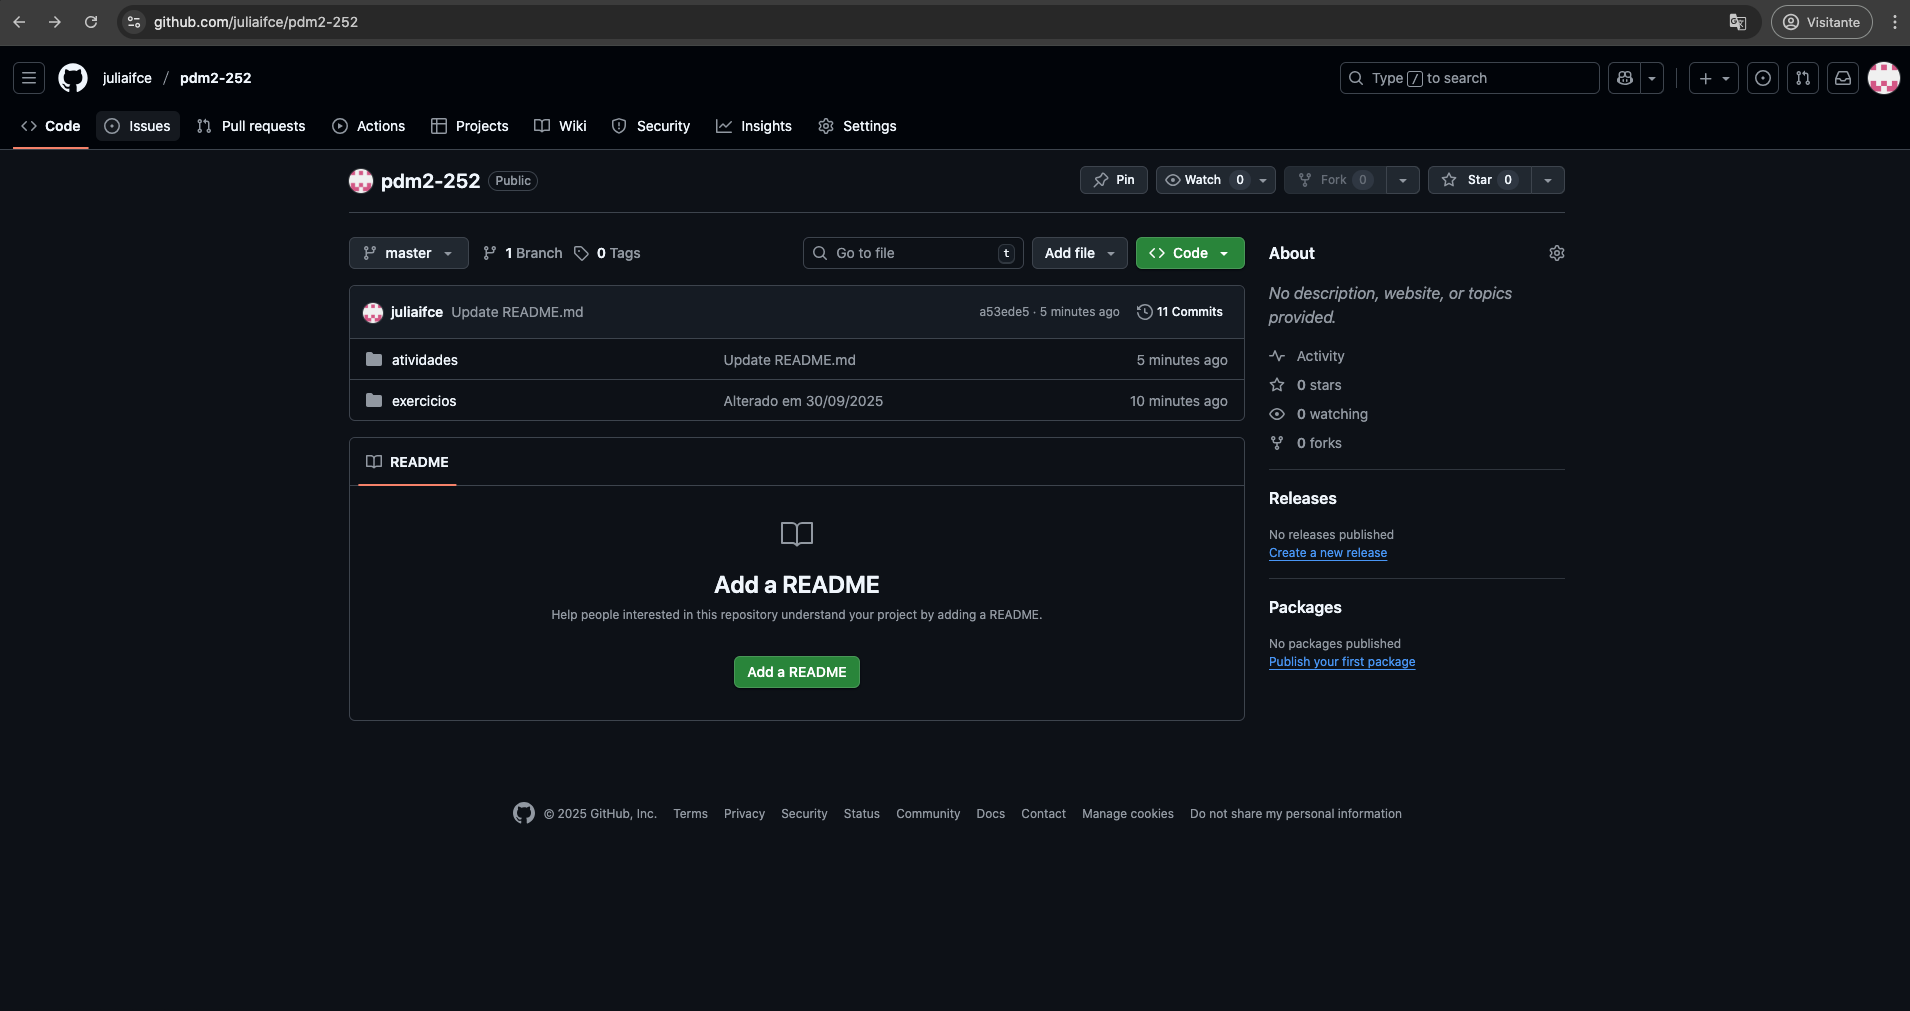 github.com/juliaifce/pdm2-252
Visitante
juliaifce / pdm2-252
Type / to search
Code Issues Pull requests Actions Projects Wiki Security Insights Settings
pdm2-252 Public
Pin Watch 0 Fork 0 Star 0
master 1 Branch 0 Tags
Go to file t Add file Code
juliaifce Update README.md a53ede5 · 5 minutes ago 11 Commits
atividades Update README.md 5 minutes ago
exercicios Alterado em 30/09/2025 10 minutes ago
README
Add a README
Help people interested in this repository understand your project by adding a README.
Add a README
About
No description, website, or topics
provided.
Activity
0 stars
0 watching
0 forks
Releases
No releases published
Create a new release
Packages
No packages published
Publish your first package
© 2025 GitHub, Inc. Terms Privacy Security Status Community Docs Contact Manage cookies Do not share my personal information